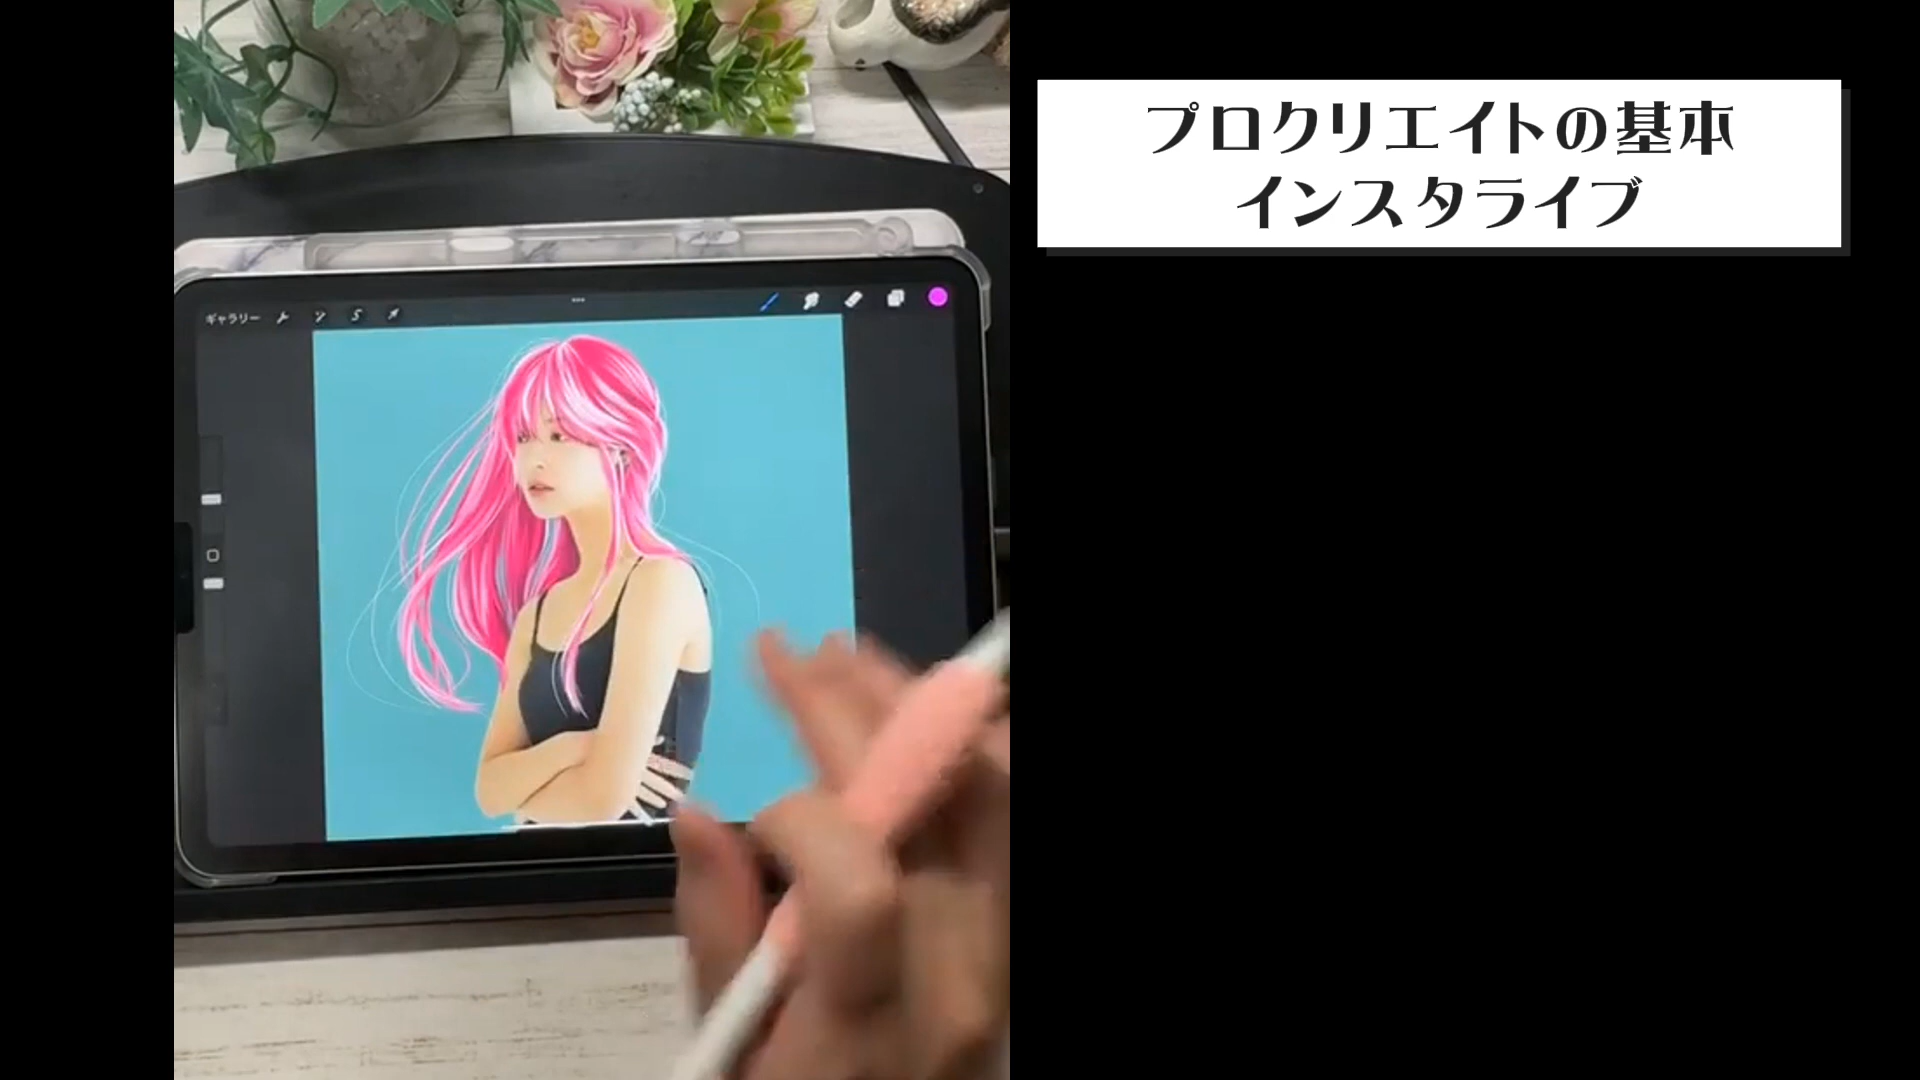 プロクリエイトの基本
インスタライブ
ギャラリー